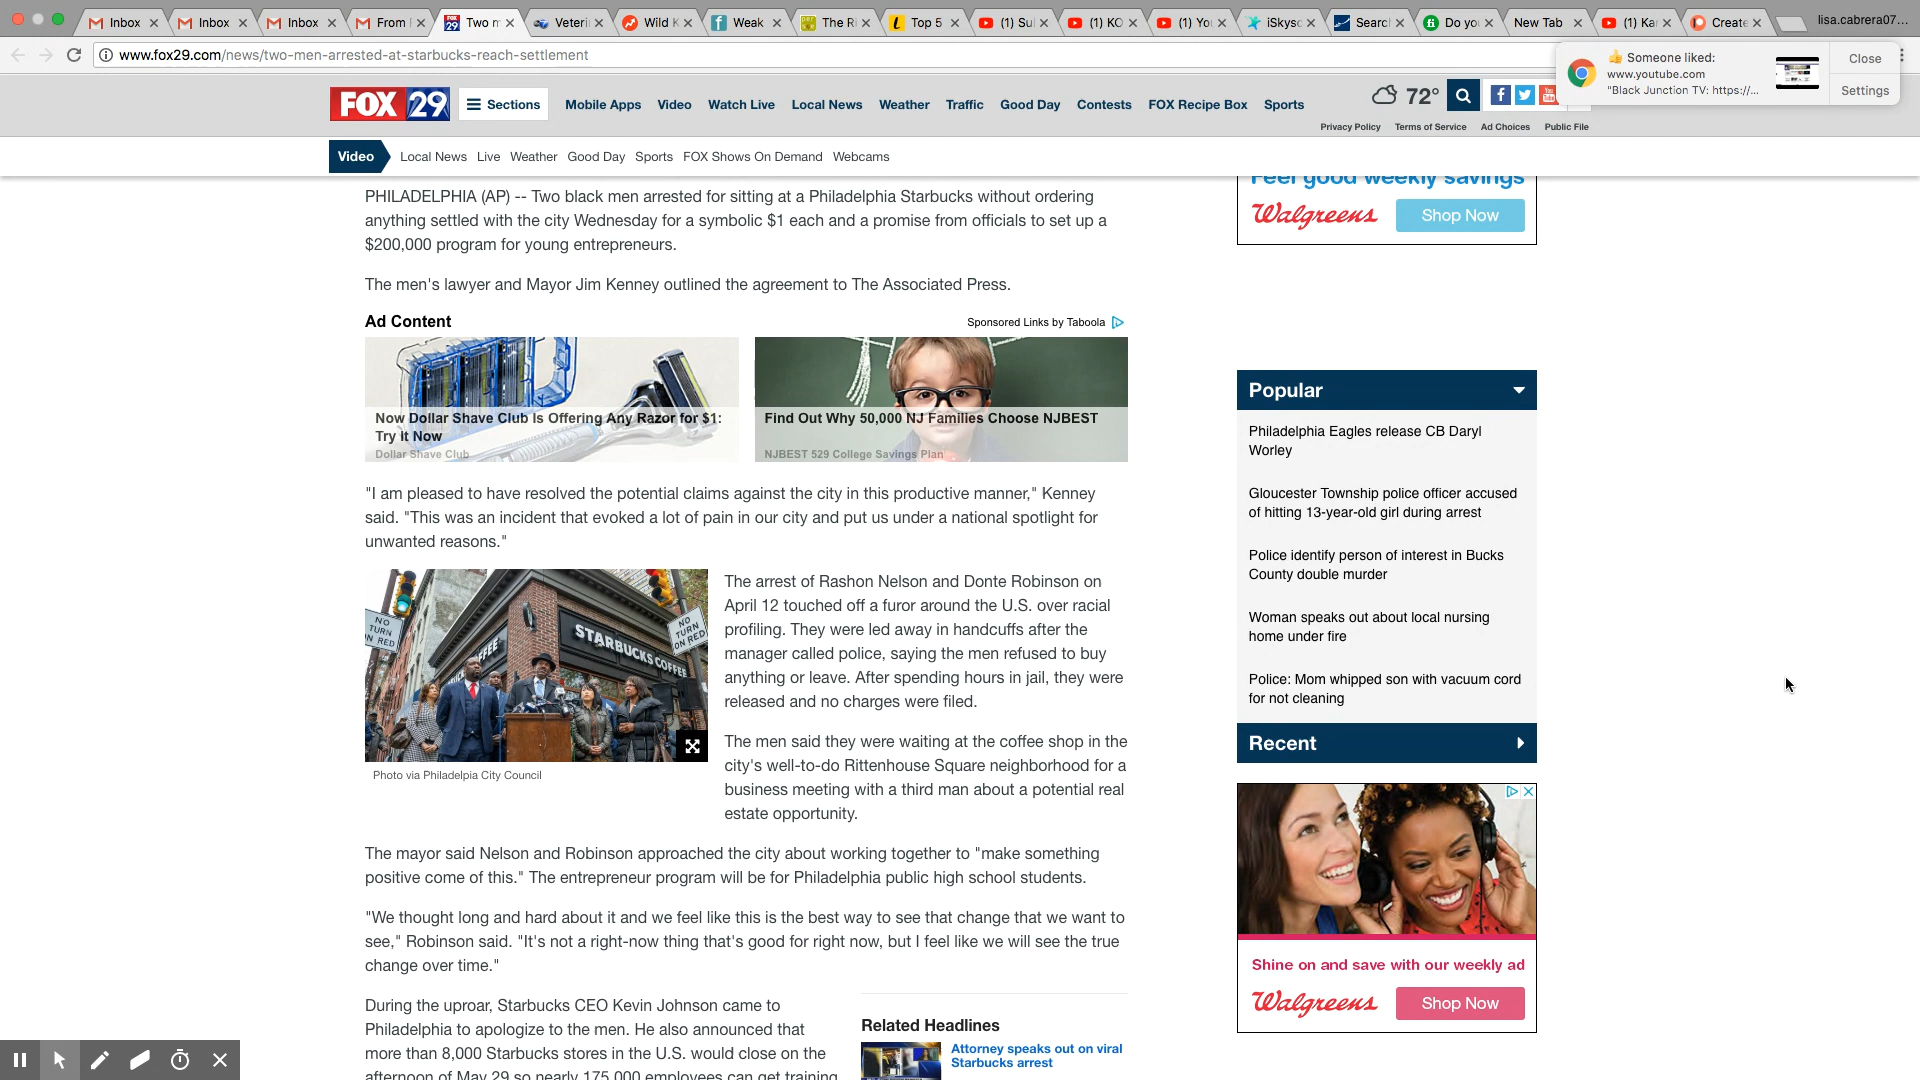 Inbox
Inbox
Inbox
From
Two m
Veteri
Wild K
Weak
The Ri
Top 5
(1) Su
(1) KO
(1) You
iSkysc
Searc
Do you
New Tab
(1) Kar
Create
lisa.cabrera07...
www.fox29.com/news/two-men-arrested-at-starbucks-reach-settlement
👍 Someone liked:
www.youtube.com
"Black Junction TV: https://...
Close
Settings
FOX 29
Sections
Mobile Apps
Video
Watch Live
Local News
Weather
Traffic
Good Day
Contests
FOX Recipe Box
Sports
72°
Privacy Policy
Terms of Service
Ad Choices
Public File
Video
Local News
Live
Weather
Good Day
Sports
FOX Shows On Demand
Webcams
PHILADELPHIA (AP) -- Two black men arrested for sitting at a Philadelphia Starbucks without ordering
anything settled with the city Wednesday for a symbolic $1 each and a promise from officials to set up a
$200,000 program for young entrepreneurs.
The men's lawyer and Mayor Jim Kenney outlined the agreement to The Associated Press.
Ad Content
Sponsored Links by Taboola
Now Dollar Shave Club Is Offering Any Razor for $1:
Try It Now
Dollar Shave Club
Find Out Why 50,000 NJ Families Choose NJBEST
NJBEST 529 College Savings Plan
"I am pleased to have resolved the potential claims against the city in this productive manner," Kenney
said. "This was an incident that evoked a lot of pain in our city and put us under a national spotlight for
unwanted reasons."
NO
TURN
ON RED
COFFEE
STARBUCKS COFFEE
NO
TURN
ON RED
Photo via Philadelpia City Council
The arrest of Rashon Nelson and Donte Robinson on
April 12 touched off a furor around the U.S. over racial
profiling. They were led away in handcuffs after the
manager called police, saying the men refused to buy
anything or leave. After spending hours in jail, they were
released and no charges were filed.
The men said they were waiting at the coffee shop in the
city's well-to-do Rittenhouse Square neighborhood for a
business meeting with a third man about a potential real
estate opportunity.
The mayor said Nelson and Robinson approached the city about working together to "make something
positive come of this." The entrepreneur program will be for Philadelphia public high school students.
"We thought long and hard about it and we feel like this is the best way to see that change that we want to
see," Robinson said. "It's not a right-now thing that's good for right now, but I feel like we will see the true
change over time."
During the uproar, Starbucks CEO Kevin Johnson came to
Philadelphia to apologize to the men. He also announced that
more than 8,000 Starbucks stores in the U.S. would close on the
afternoon of May 29 so nearly 175,000 employees can get training
Related Headlines
Attorney speaks out on viral
Starbucks arrest
Feel good weekly savings
Walgreens
Shop Now
Popular
Philadelphia Eagles release CB Daryl
Worley
Gloucester Township police officer accused
of hitting 13-year-old girl during arrest
Police identify person of interest in Bucks
County double murder
Woman speaks out about local nursing
home under fire
Police: Mom whipped son with vacuum cord
for not cleaning
Recent
Shine on and save with our weekly ad
Walgreens
Shop Now